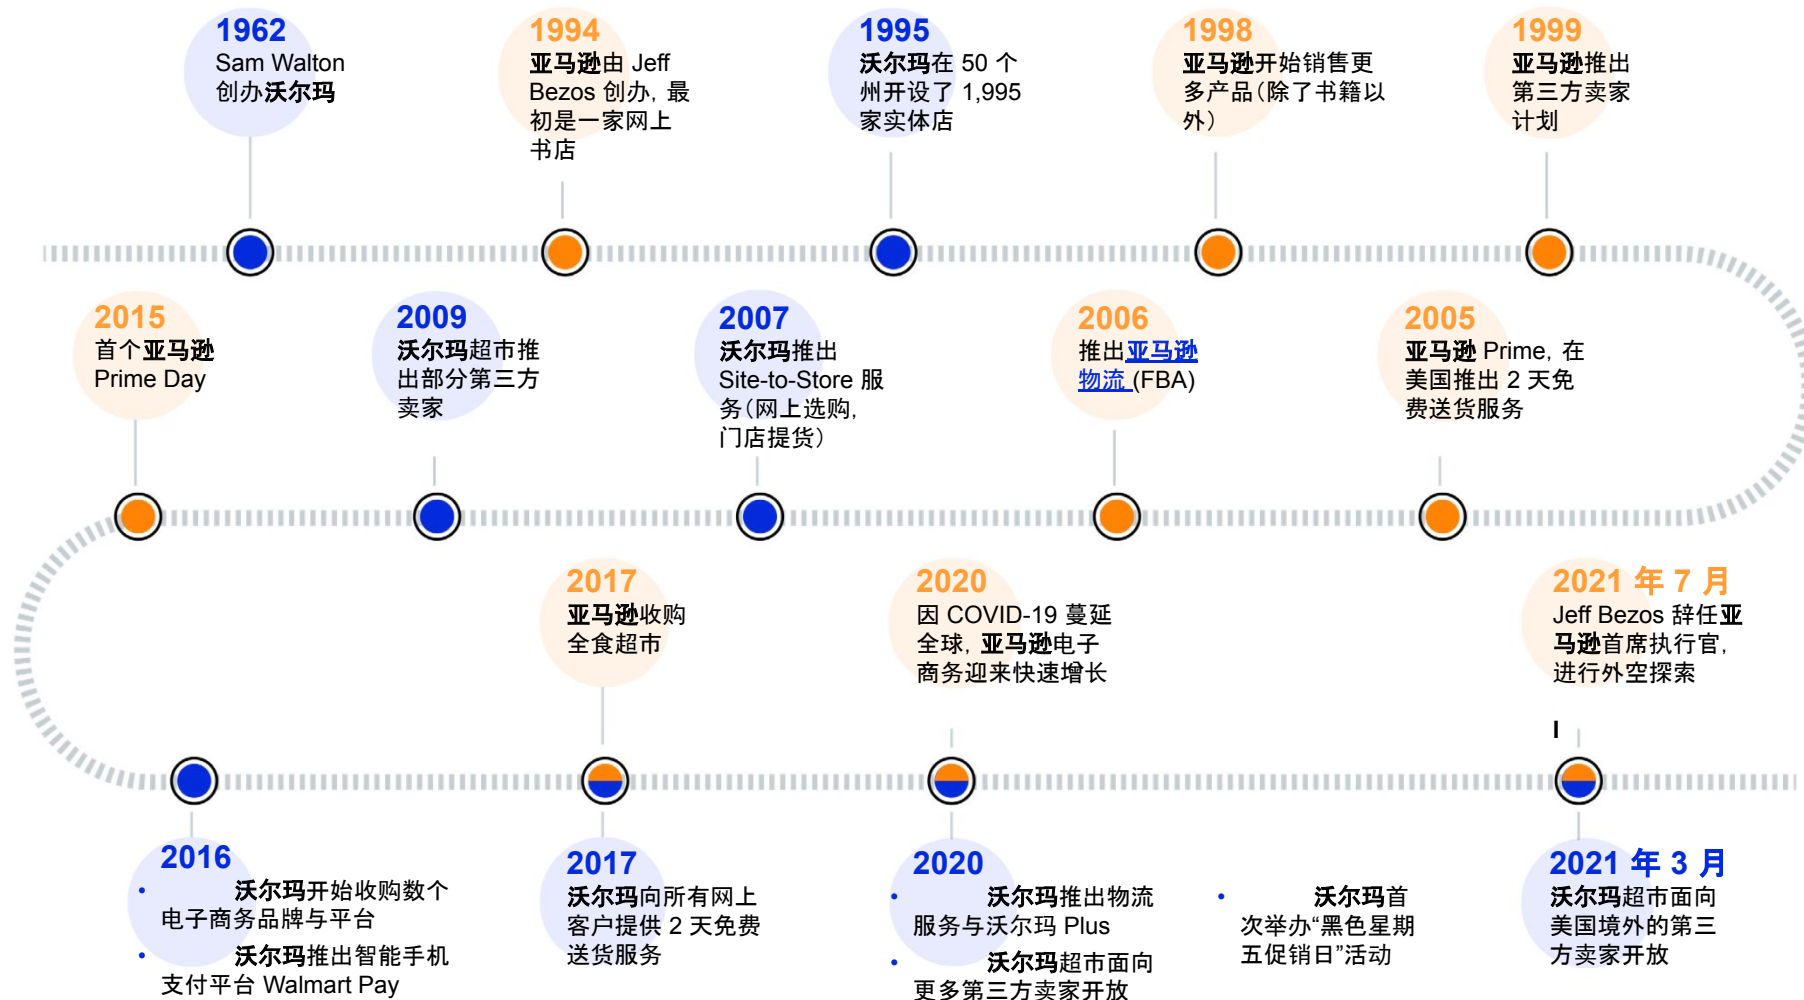 1962
Sam Walton
创办沃尔玛
1994
亚马逊由 Jeff
Bezos 创办, 最
初是一家网上
书店
1995
沃尔玛在 50 个
州开设了 1,995
家实体店
1998
亚马逊开始销售更
多产品(除了书籍以
外)
1999
亚马逊推出
第三方卖家
计划
2015
首个亚马逊
Prime Day
2009
沃尔玛超市推
出部分第三方
卖家
2007
沃尔玛推出
Site-to-Store 服
务(网上选购,
门店提货)
2006
推出亚马逊
物流 (FBA)
2005
亚马逊 Prime, 在
美国推出 2 天免
费送货服务
2017
亚马逊收购
全食超市
2020
因 COVID-19 蔓延
全球, 亚马逊电子
商务迎来快速增长
2021 年 7 月
Jeff Bezos 辞任亚
马逊首席执行官,
进行外空探索
I
2016
• 沃尔玛开始收购数个
电子商务品牌与平台
• 沃尔玛推出智能手机
支付平台 Walmart Pay
2017
沃尔玛向所有网上
客户提供 2 天免费
送货服务
2020
• 沃尔玛推出物流
服务与沃尔玛 Plus
• 沃尔玛超市面向
更多第三方卖家开放
• 沃尔玛首
次举办“黑色星期
五促销日”活动
2021 年 3 月
沃尔玛超市面向
美国境外的第三
方卖家开放